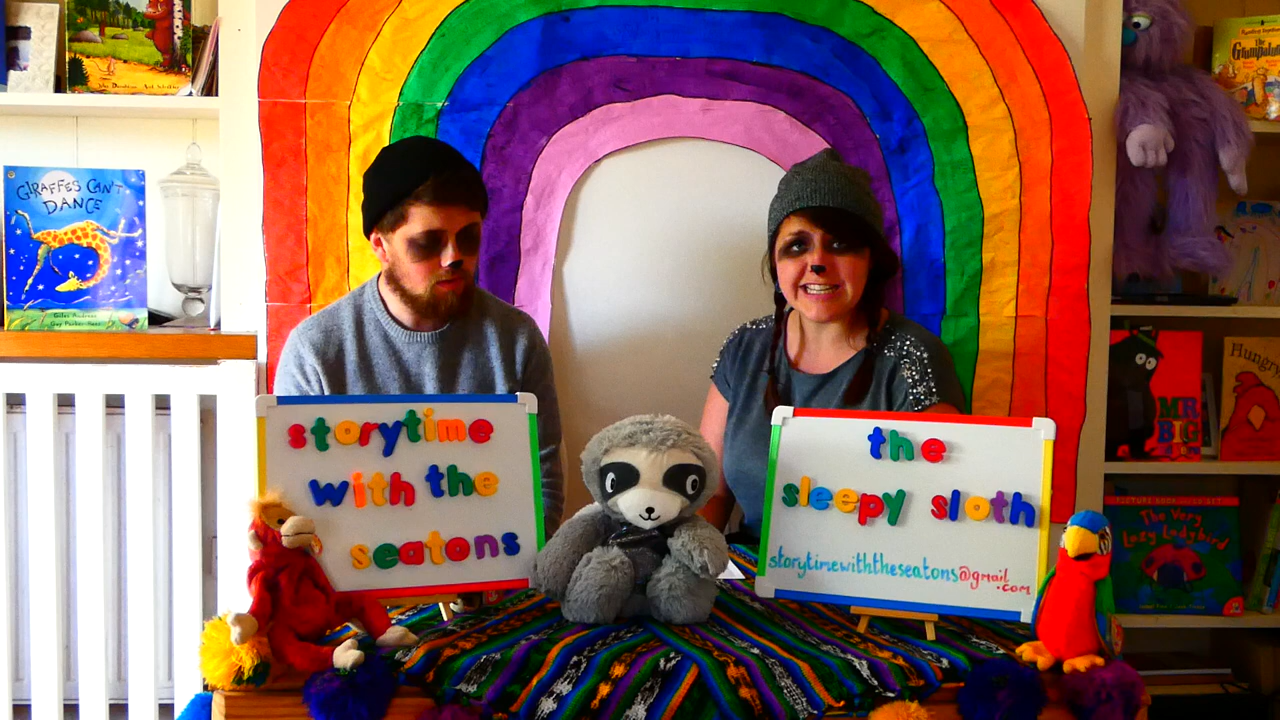 GIRAFFES CAN'T
DANCE
Giles Andreae
Guy Parker-Rees
storytime
with the
seatons
the
sleepy sloth
storytimewiththeseatons@gmail
.com
MR
BIG
Hungry
The Very
Lazy Ladybird